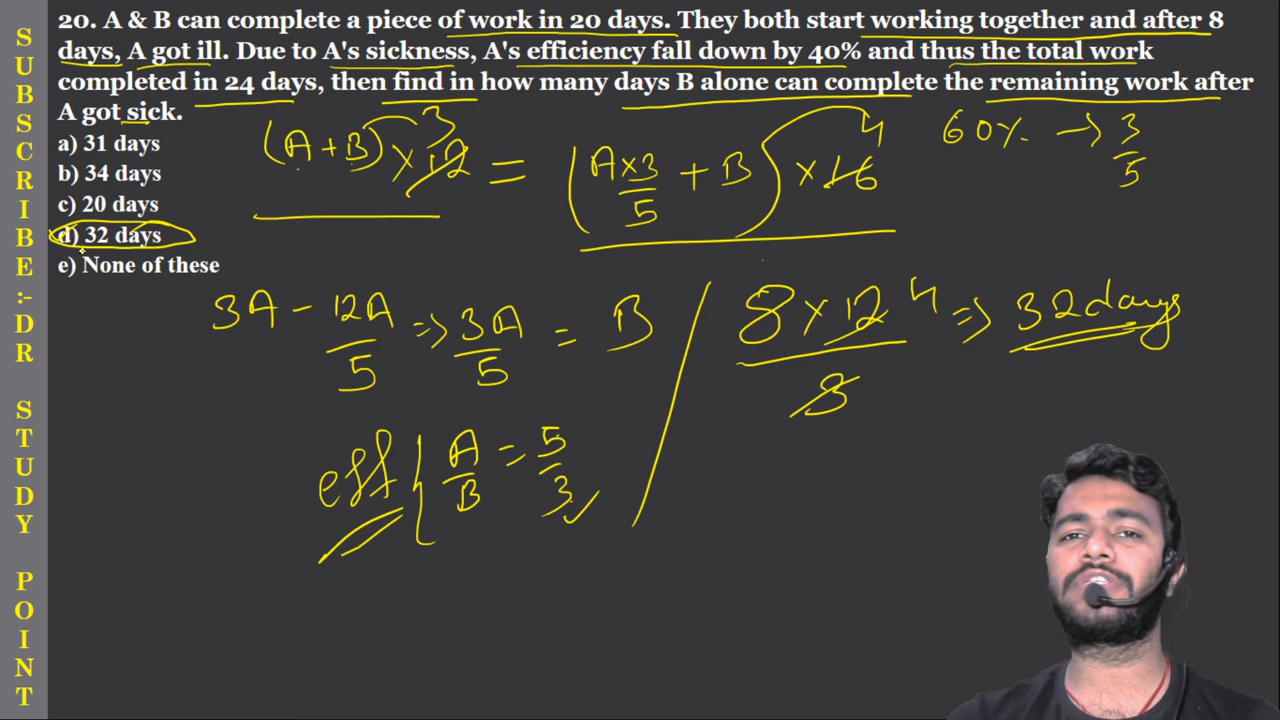 SUBSCRIBE:-DR STUDY POINT
20. A & B can complete a piece of work in 20 days. They both start working together and after 8
days, A got ill. Due to A's sickness, A's efficiency fall down by 40% and thus the total work
completed in 24 days, then find in how many days B alone can complete the remaining work after
A got sick.
a) 31 days
b) 34 days
c) 20 days
d) 32 days
e) None of these
(A+B) × 12 3 = (A×3/5 + B) × 16 4
60% → 3/5
3A - 12A/5 => 3A/5 = B
8 × 12 4 / 3 => 32 days
eff { A/B = 5/3